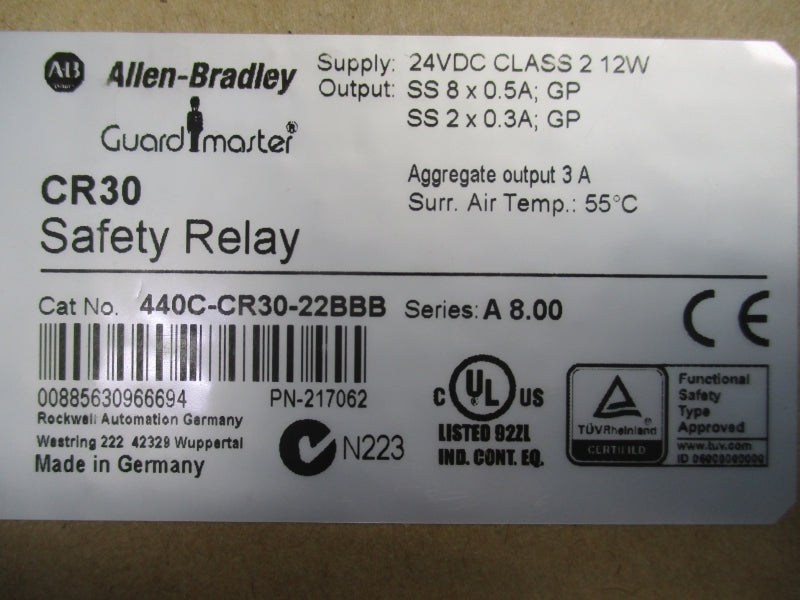 AB Allen-Bradley
Guardmaster®
CR30
Safety Relay
Supply: 24VDC CLASS 2 12W
Output: SS 8 x 0.5A; GP
SS 2 x 0.3A; GP
Aggregate output 3 A
Surr. Air Temp.: 55°C
Cat No. 440C-CR30-22BBB Series: A 8.00
00885630966694 PN-217062
Rockwell Automation Germany
Westring 222 42329 Wuppertal
Made in Germany
N223
C UL US
LISTED 92ZL
IND. CONT. EQ.
CE
TÜVRheinland®
CERTIFIED
Functional
Safety
Type
Approved
www.tuv.com
ID